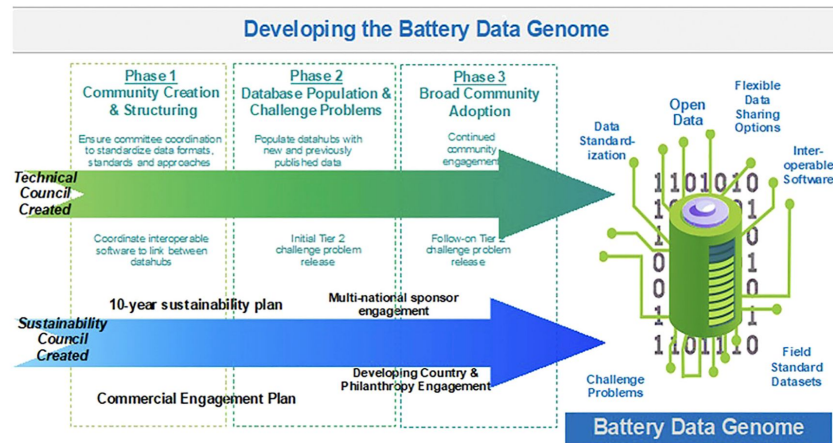 Developing the Battery Data Genome
Phase 1
Community Creation
& Structuring
Ensure committee coordination
to standardize data formats,
standards and approaches
Phase 2
Database Population &
Challenge Problems
Populate datahubs with
new and previously
published data
Phase 3
Broad Community
Adoption
Continued
community
engagement
Technical
Council
Created
Coordinate interoperable
software to link between
datahubs
Initial Tier 2
challenge problem
release
Follow-on Tier 2
challenge problem
release
10-year sustainability plan
Multi-national sponsor
engagement
Sustainability
Council
Created
Commercial Engagement Plan
Developing Country &
Philanthropy Engagement
Data
Standard-
ization
Open
Data
Flexible
Data
Sharing
Options
Inter-
operable
Software
1101010
1101110
Challenge
Problems
Field
Standard
Datasets
Battery Data Genome